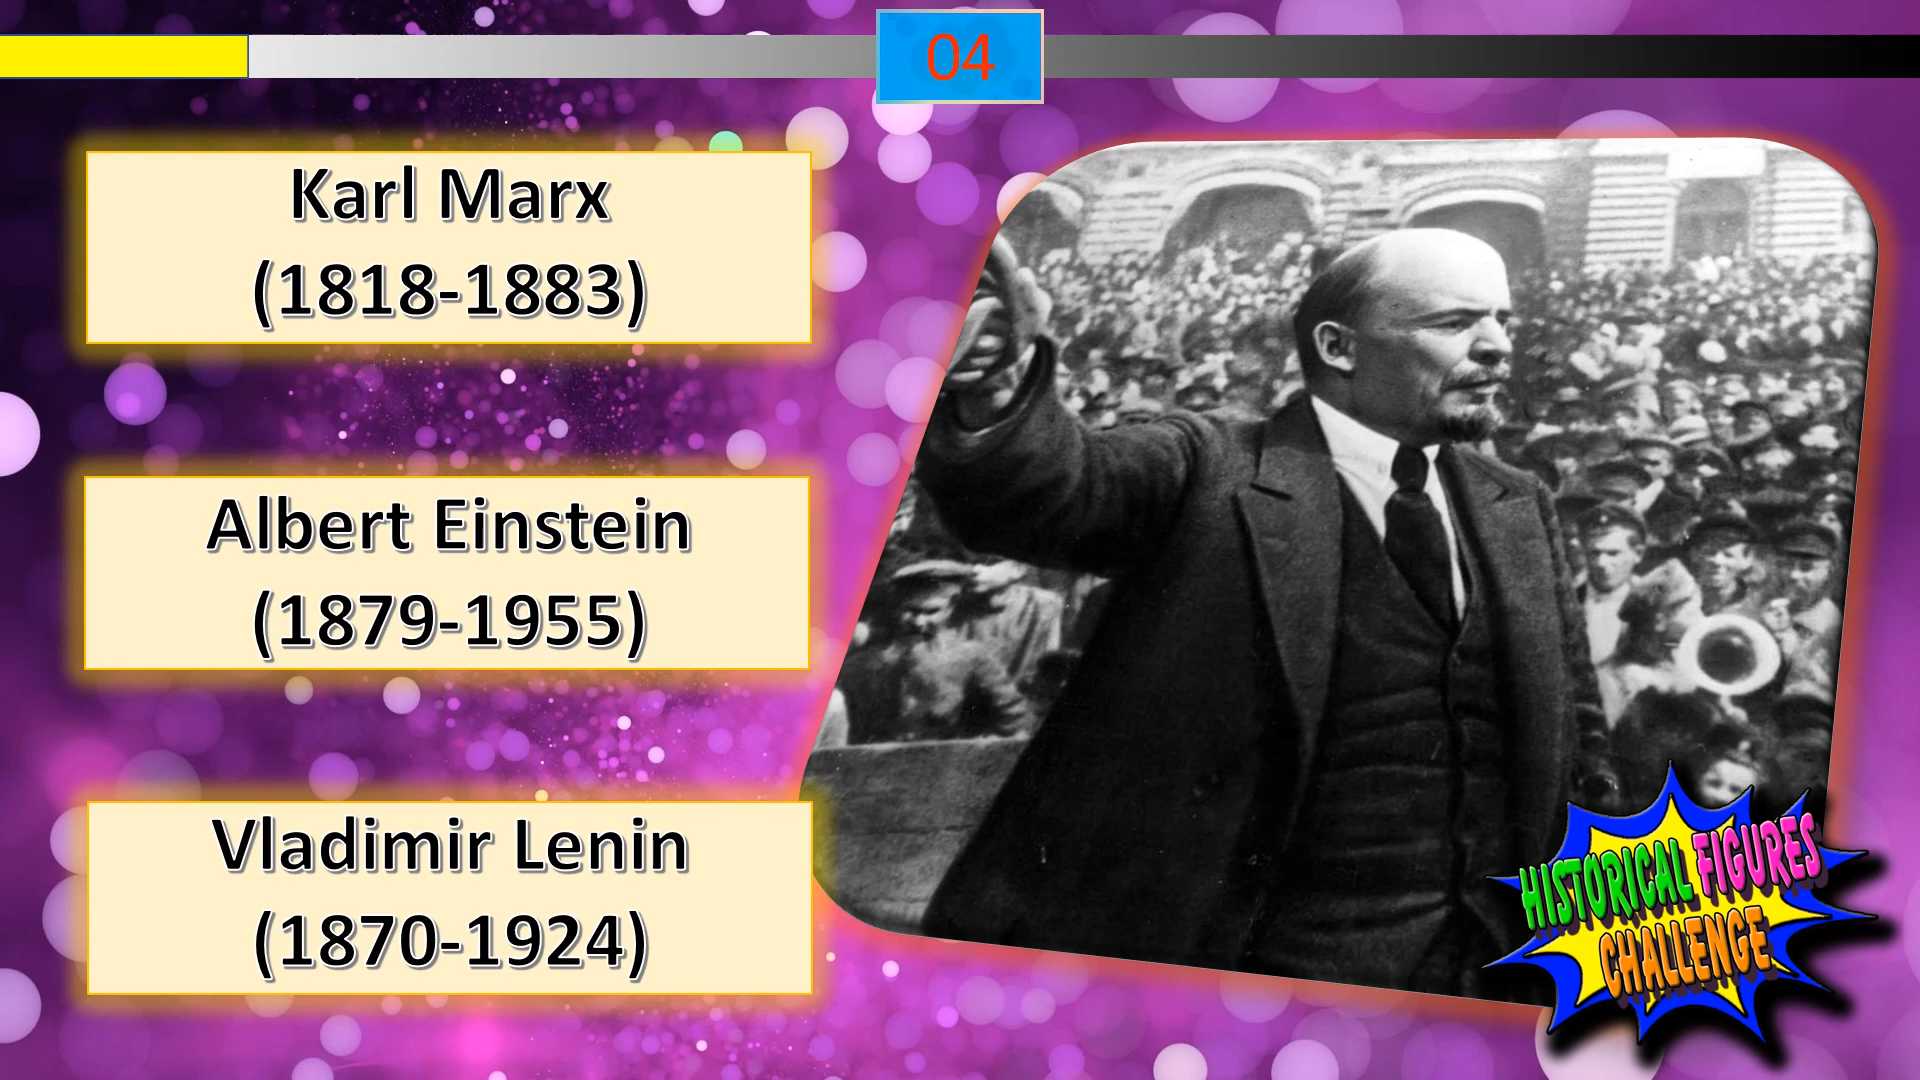 04
Karl Marx
(1818-1883)
Albert Einstein
(1879-1955)
Vladimir Lenin
(1870-1924)
HISTORICAL FIGURES
CHALLENGE